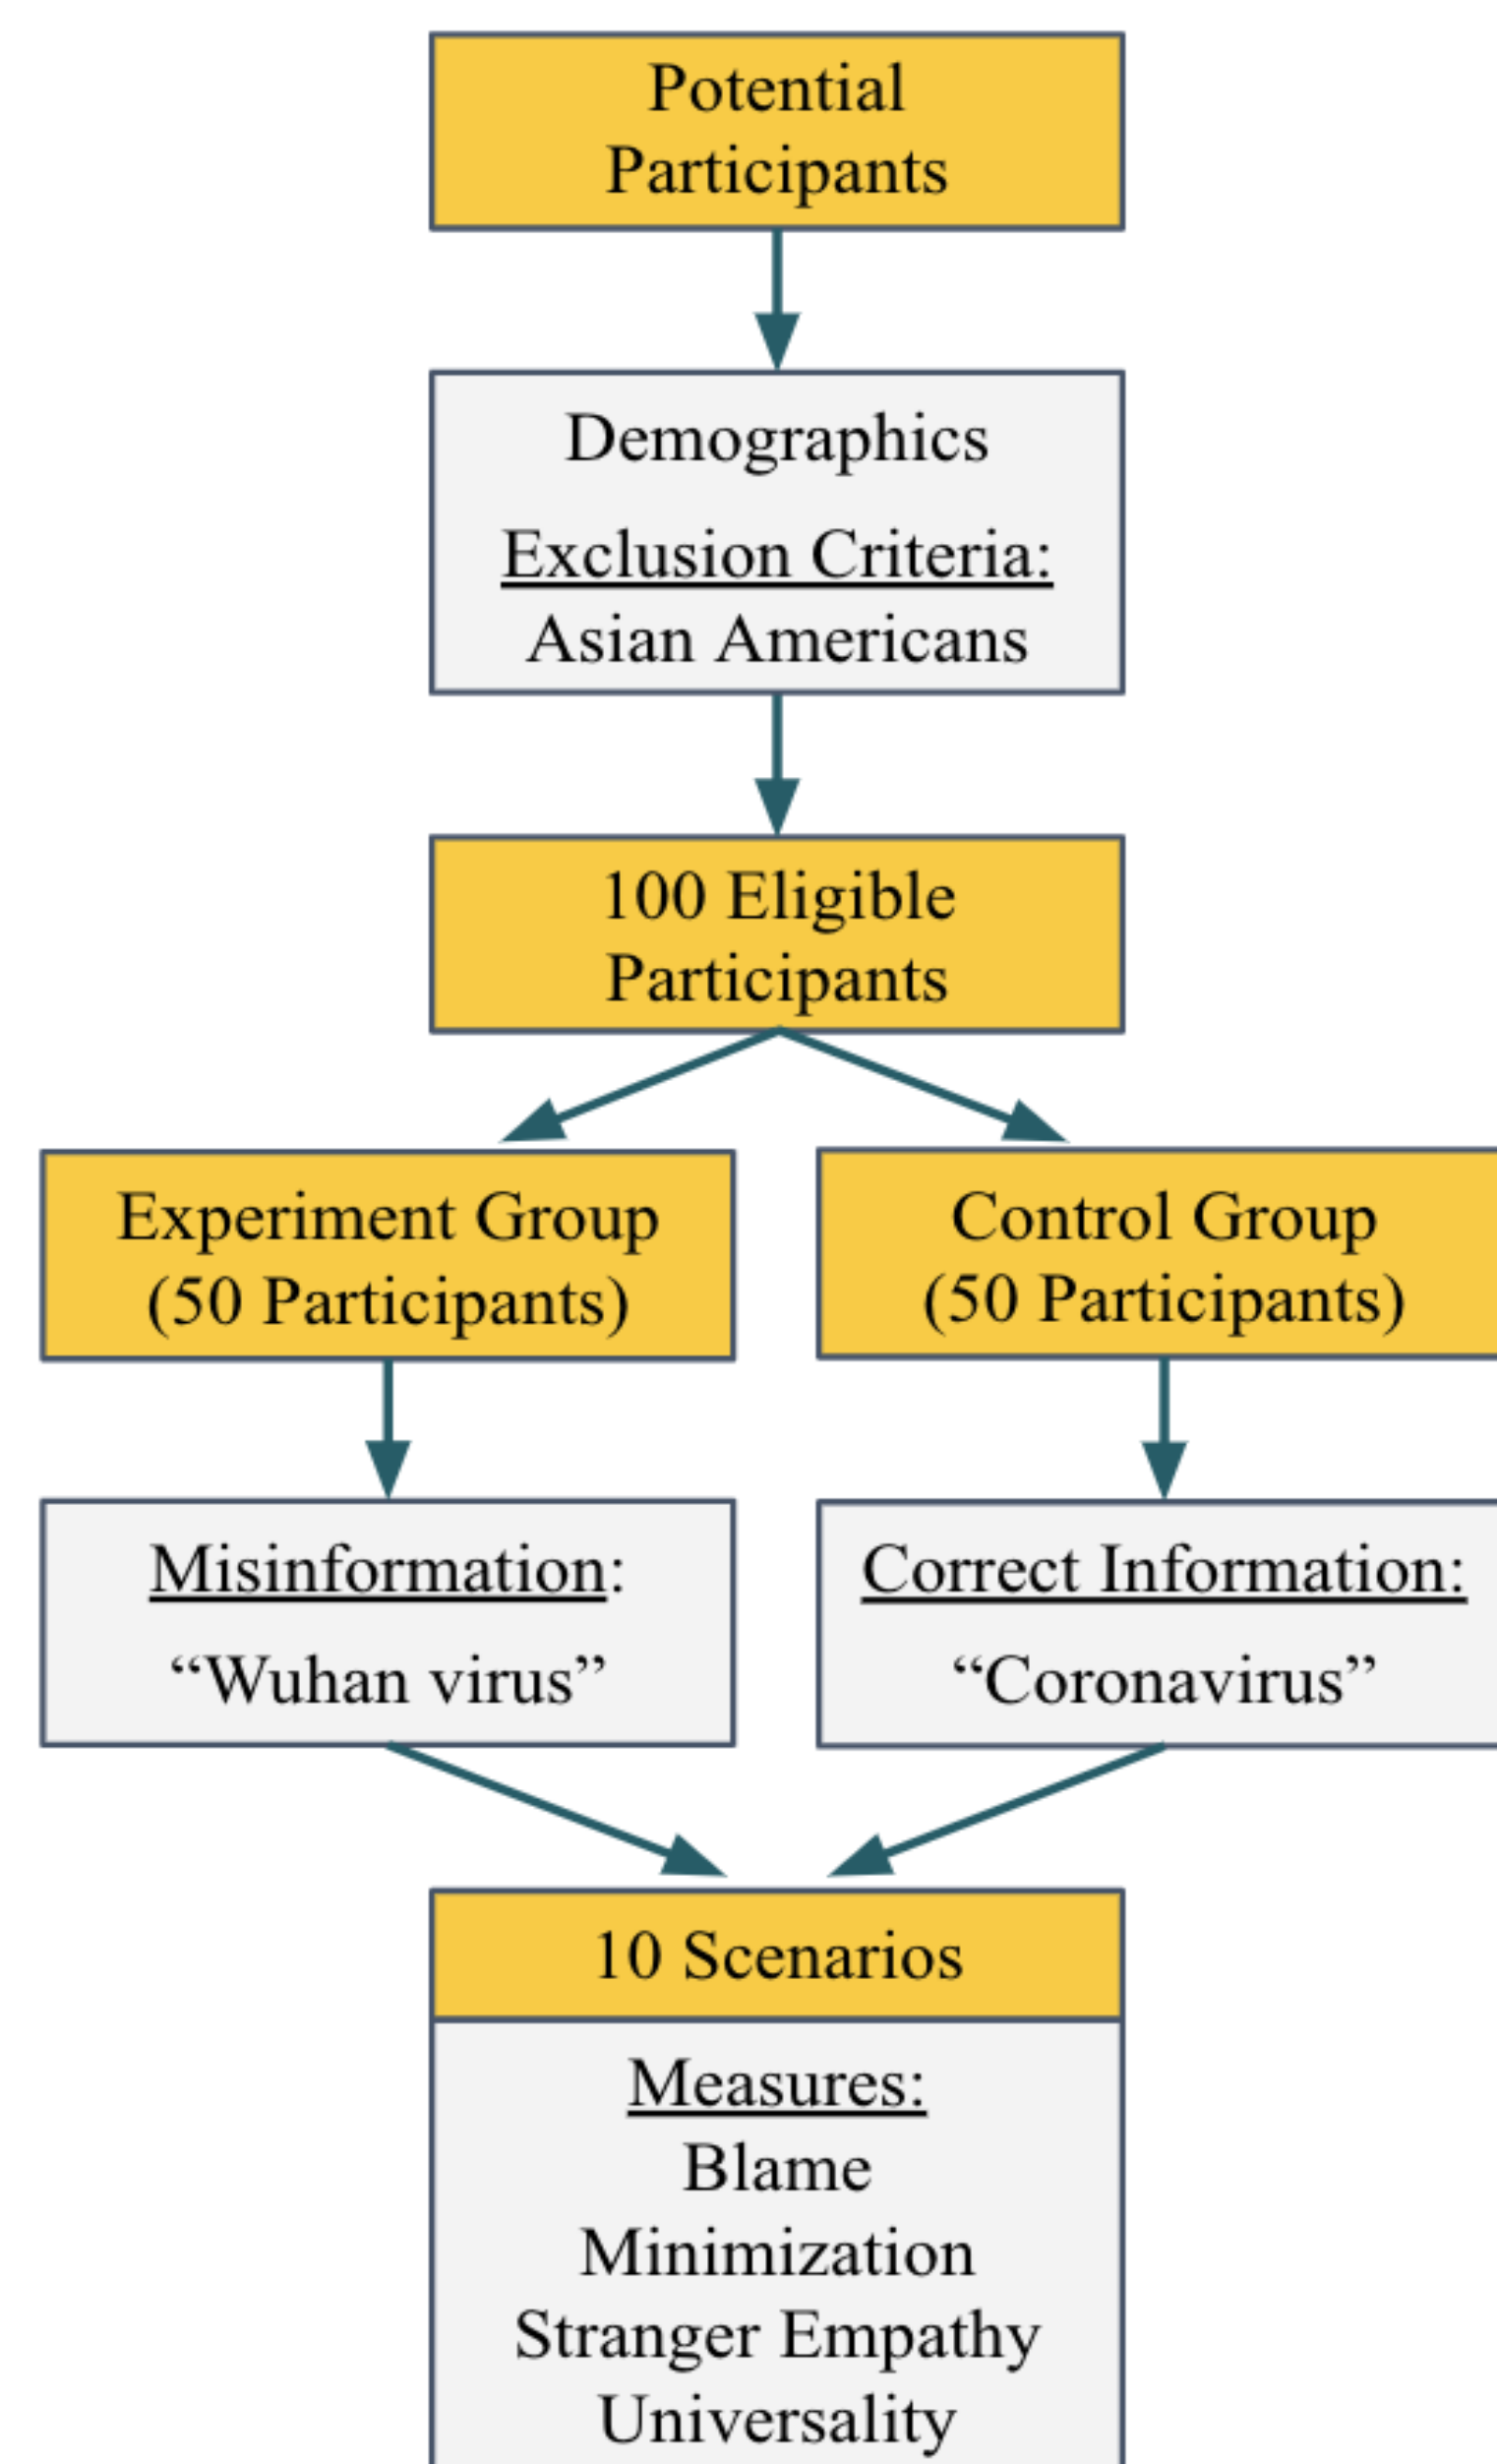 Potential
Participants
Demographics
Exclusion Criteria:
Asian Americans
100 Eligible
Participants
Experiment Group
(50 Participants)
Control Group
(50 Participants)
Misinformation:
“Wuhan virus”
Correct Information:
“Coronavirus”
10 Scenarios
Measures:
Blame
Minimization
Stranger Empathy
Universality